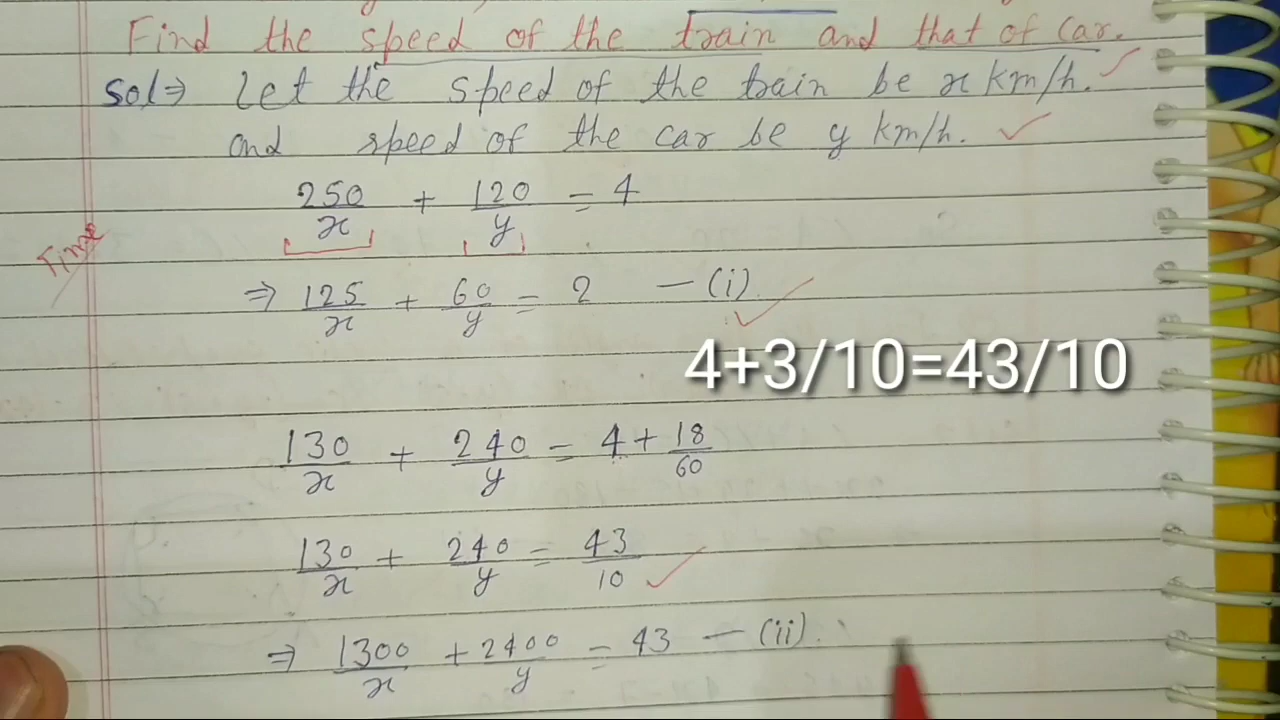 Find the speed of the train and that of car.
Sol⇒ Let the speed of the train be x km/h.
and speed of the car be y km/h.
250/x + 120/y = 4
Time
⇒ 125/x + 60/y = 2 — (i)
4+3/10=43/10
130/x + 240/y = 4 + 18/60
130/x + 240/y = 43/10
⇒ 1300/x + 2400/y = 43 — (ii).